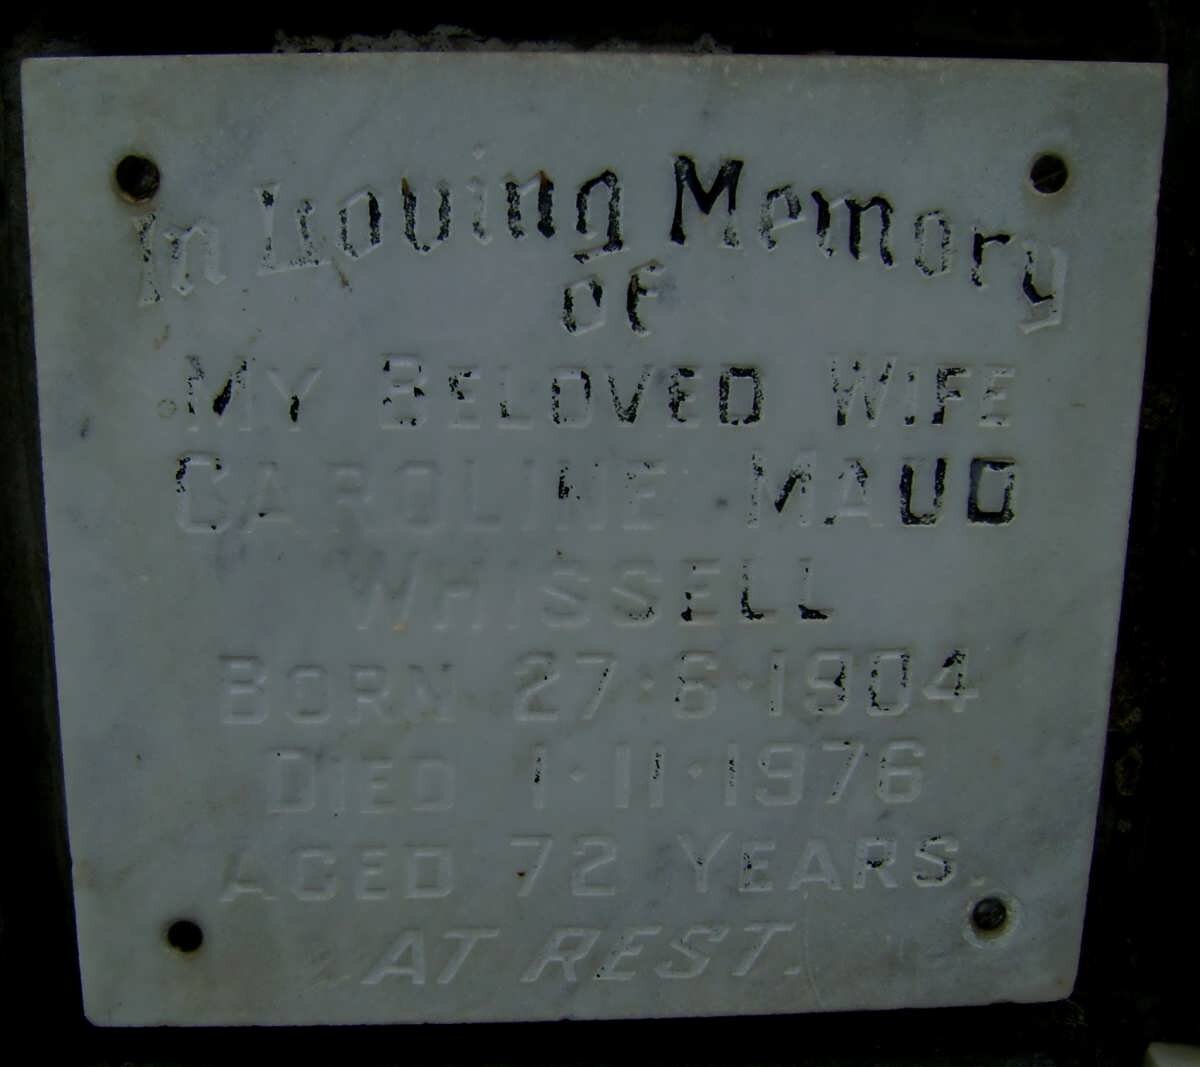 In Loving Memory
of
MY BELOVED WIFE
CAROLINE MAUD
WHISSELL
BORN 27·6·1904
DIED 1·11·1976
AGED 72 YEARS.
AT REST.